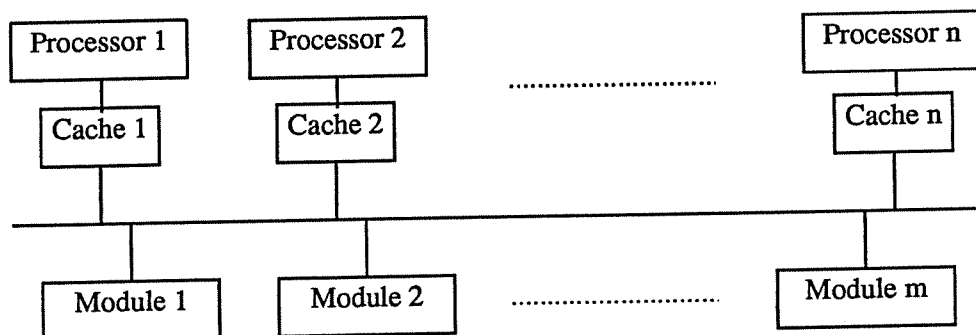 Processor 1
Processor 2
Processor n
Cache 1
Cache 2
Cache n
Module 1
Module 2
Module m